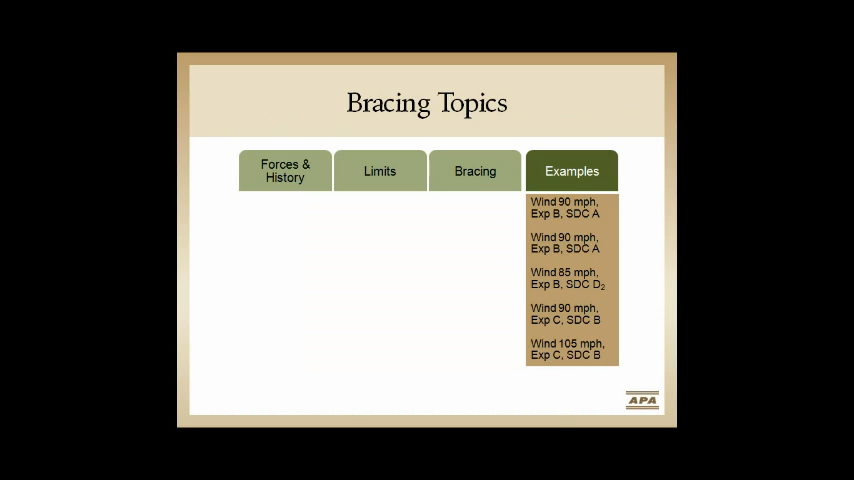 Bracing Topics
Forces &
History
Limits
Bracing
Examples
Wind 90 mph,
Exp B, SDC A
Wind 90 mph,
Exp B, SDC A
Wind 85 mph,
Exp B, SDC D₂
Wind 90 mph,
Exp C, SDC B
Wind 105 mph,
Exp C, SDC B
APA